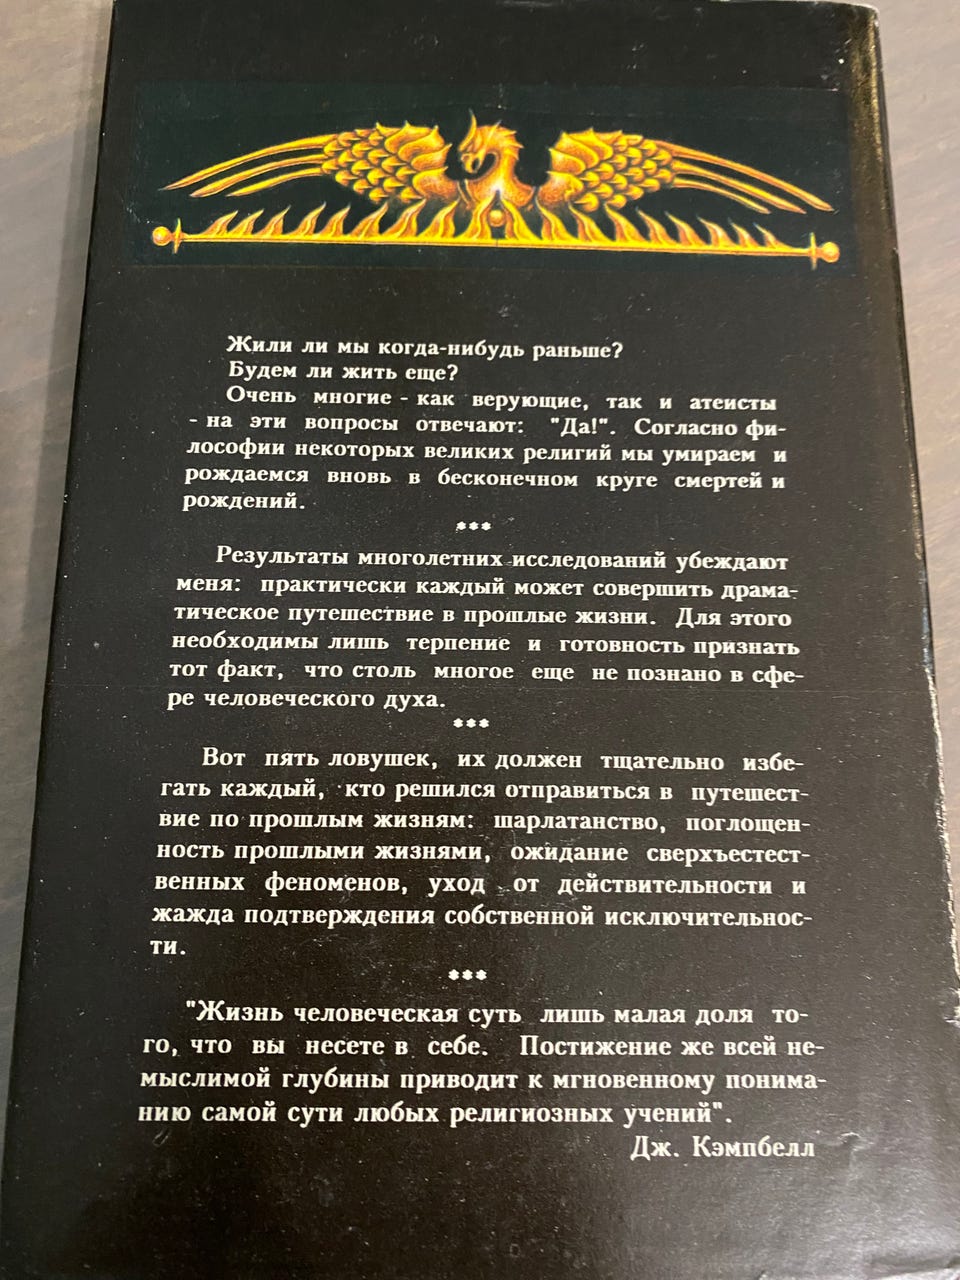 Жили ли мы когда-нибудь раньше?
Будем ли жить еще?
Очень многие - как верующие, так и атеисты
- на эти вопросы отвечают: "Да!". Согласно фи-
лософии некоторых великих религий мы умираем и
рождаемся вновь в бесконечном круге смертей и
рождений.
***
Результаты многолетних исследований убеждают
меня: практически каждый может совершить драма-
тическое путешествие в прошлые жизни. Для этого
необходимы лишь терпение и готовность признать
тот факт, что столь многое еще не познано в сфе-
ре человеческого духа.
***
Вот пять ловушек, их должен тщательно избе-
гать каждый, кто решился отправиться в путешест-
вие по прошлым жизням: шарлатанство, поглощен-
ность прошлыми жизнями, ожидание сверхъестест-
венных феноменов, уход от действительности и
жажда подтверждения собственной исключительнос-
ти.
***
"Жизнь человеческая суть лишь малая доля то-
го, что вы несете в себе. Постижение же всей не-
мыслимой глубины приводит к мгновенному понима-
нию самой сути любых религиозных учений".
Дж. Кэмпбелл